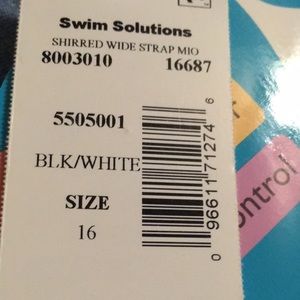 Swim Solutions
SHIRRED WIDE STRAP MIO
8003010 16687
5505001
BLK/WHITE
SIZE
16
0 96611 71274 6
ontrol